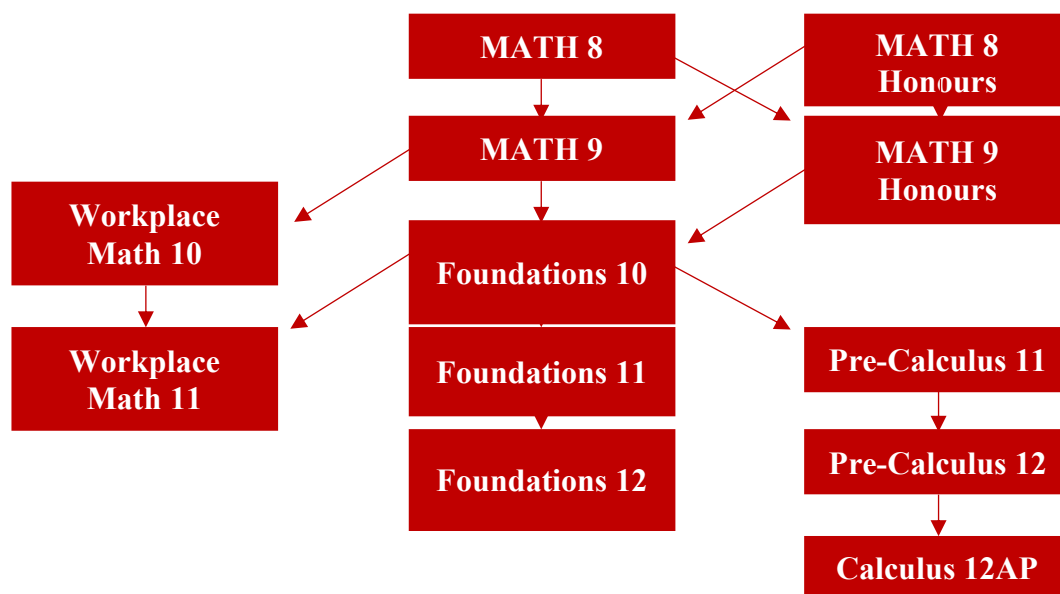 MATH 8
MATH 8
Honours
MATH 9
MATH 9
Honours
Workplace
Math 10
Foundations 10
Workplace
Math 11
Foundations 11
Pre-Calculus 11
Foundations 12
Pre-Calculus 12
Calculus 12AP